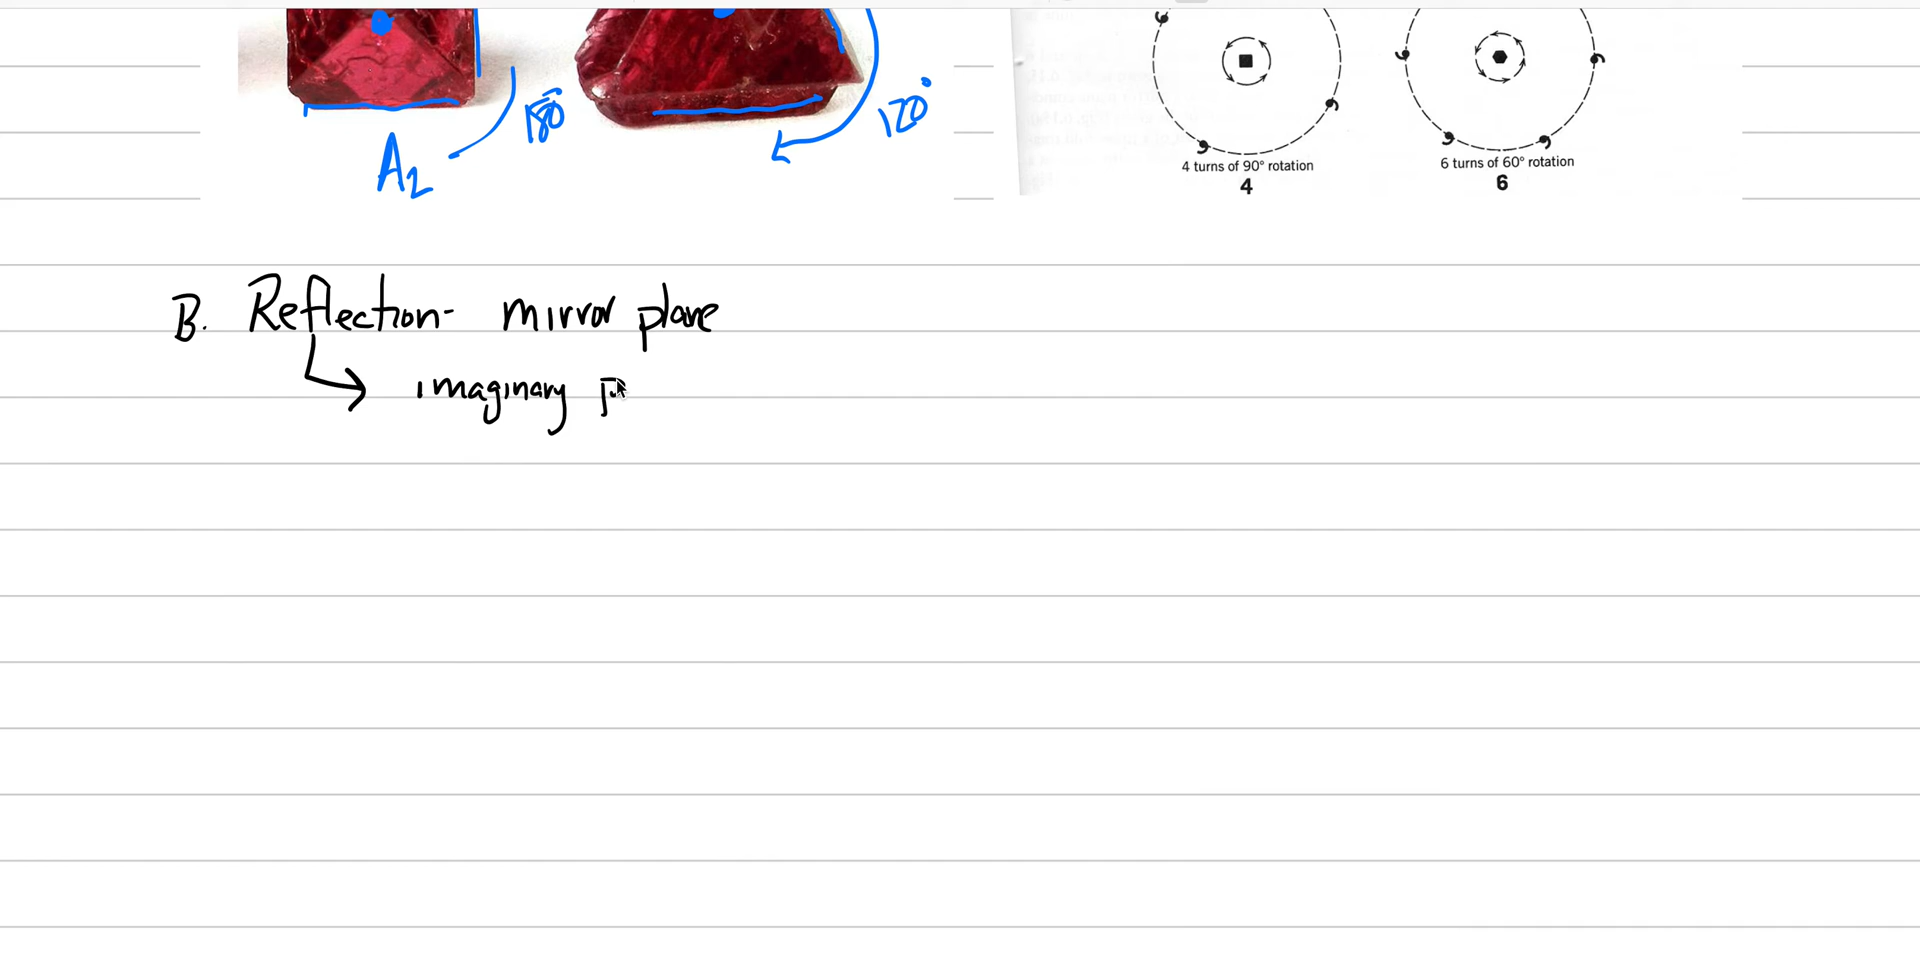 180°
120°
A2
4 turns of 90° rotation
4
6 turns of 60° rotation
6
B. Reflection- mirror plane
imaginary